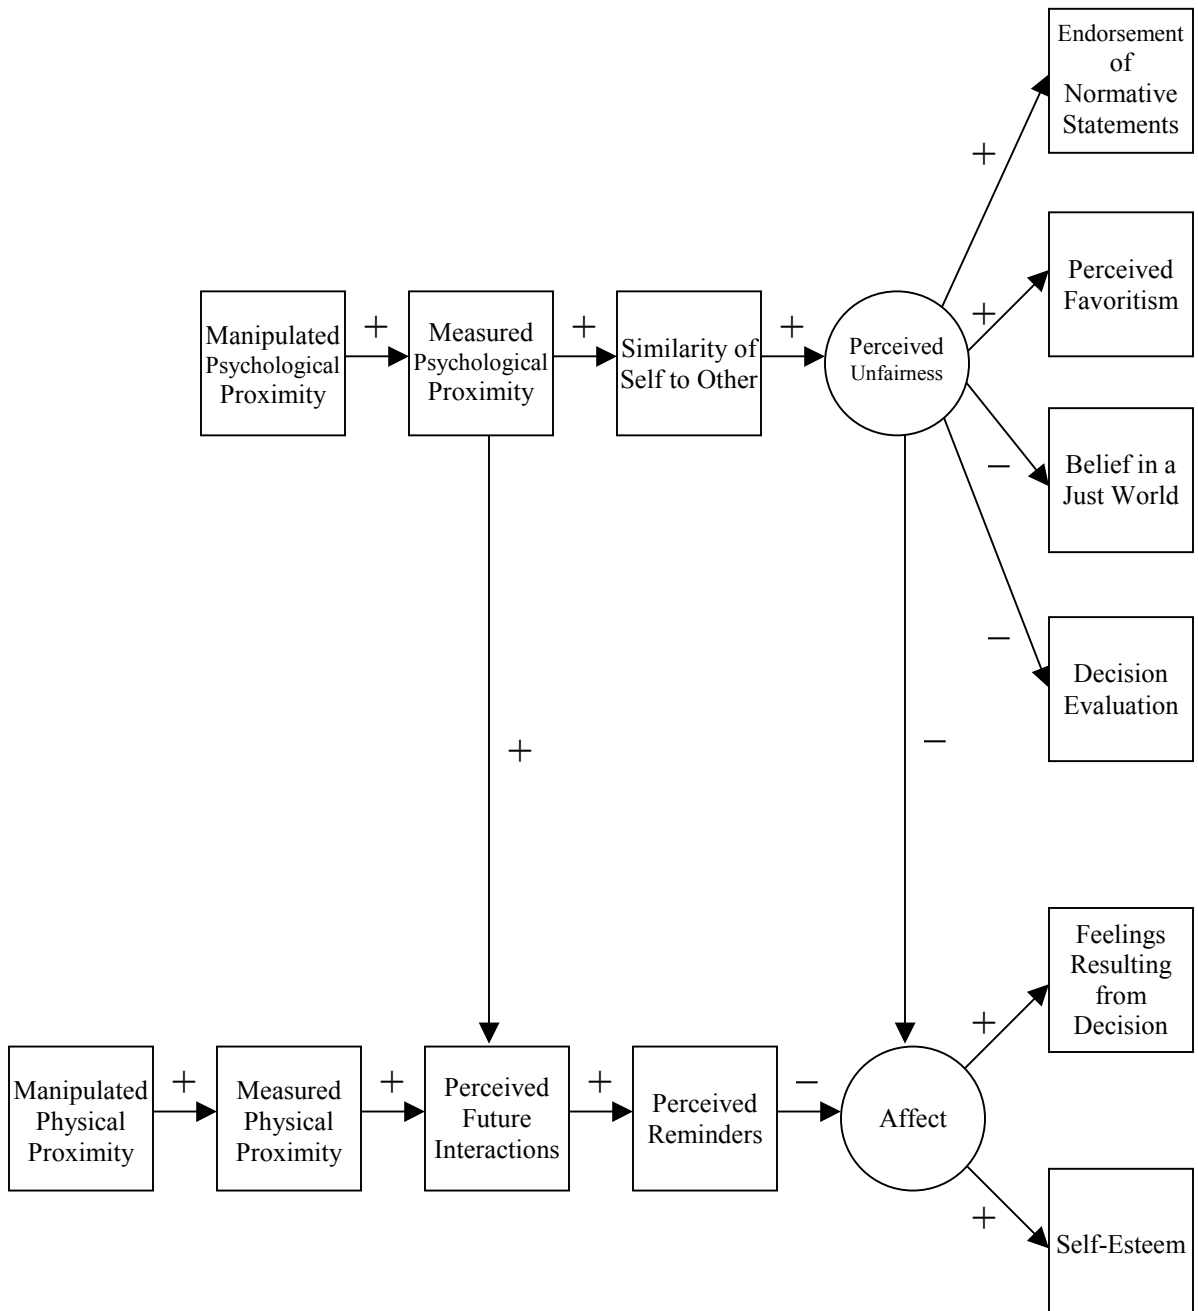 Endorsement
of
Normative
Statements
+
Perceived
Favoritism
+
Manipulated
Psychological
Proximity
+
Measured
Psychological
Proximity
+
Similarity of
Self to Other
+
Perceived
Unfairness
−
Belief in a
Just World
−
Decision
Evaluation
+
−
Feelings
Resulting
from
Decision
+
Manipulated
Physical
Proximity
+
Measured
Physical
Proximity
+
Perceived
Future
Interactions
+
Perceived
Reminders
−
Affect
+
Self-Esteem